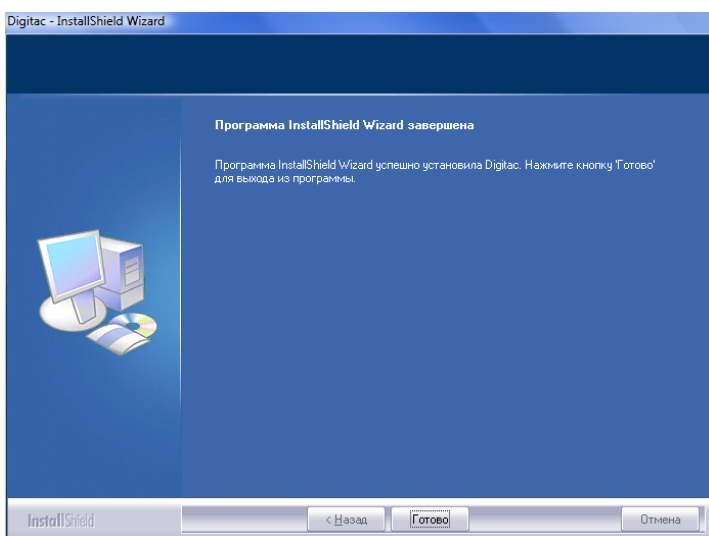 Digitac - InstallShield Wizard
Программа InstallShield Wizard завершена
Программа InstallShield Wizard успешно установила Digitac. Нажмите кнопку 'Готово'
для выхода из программы.
InstallShield
< Назад
Готово
Отмена